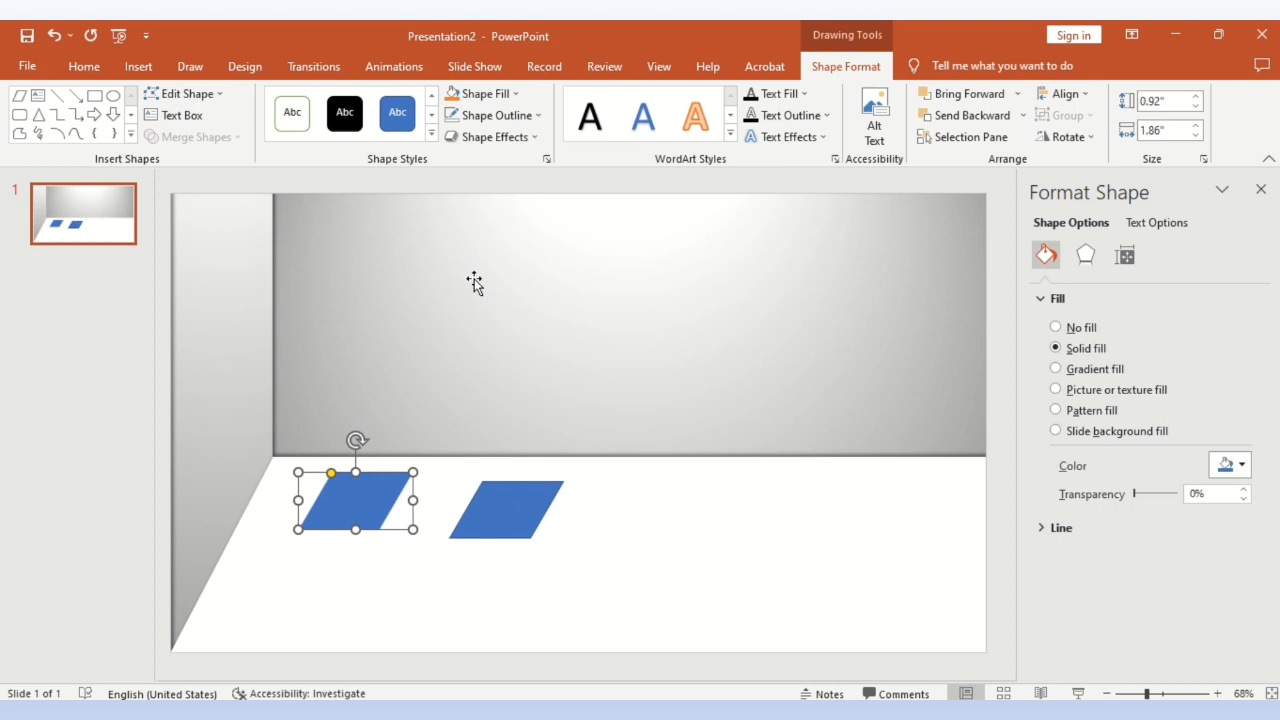 Presentation2 - PowerPoint
Drawing Tools
Sign in
File Home Insert Draw Design Transitions Animations Slide Show Record Review View Help Acrobat Shape Format Tell me what you want to do
Edit Shape
Text Box
Merge Shapes
Insert Shapes
Abc Abc Abc
Shape Fill
Shape Outline
Shape Effects
Shape Styles
A A A
Text Fill
Text Outline
Text Effects
WordArt Styles
Alt
Text
Accessibility
Bring Forward
Send Backward
Selection Pane
Align
Group
Rotate
Arrange
0.92"
1.86"
Size
1
Format Shape
Shape Options Text Options
Fill
No fill
Solid fill
Gradient fill
Picture or texture fill
Pattern fill
Slide background fill
Color
Transparency 0%
Line
Slide 1 of 1 English (United States) Accessibility: Investigate Notes Comments 68%